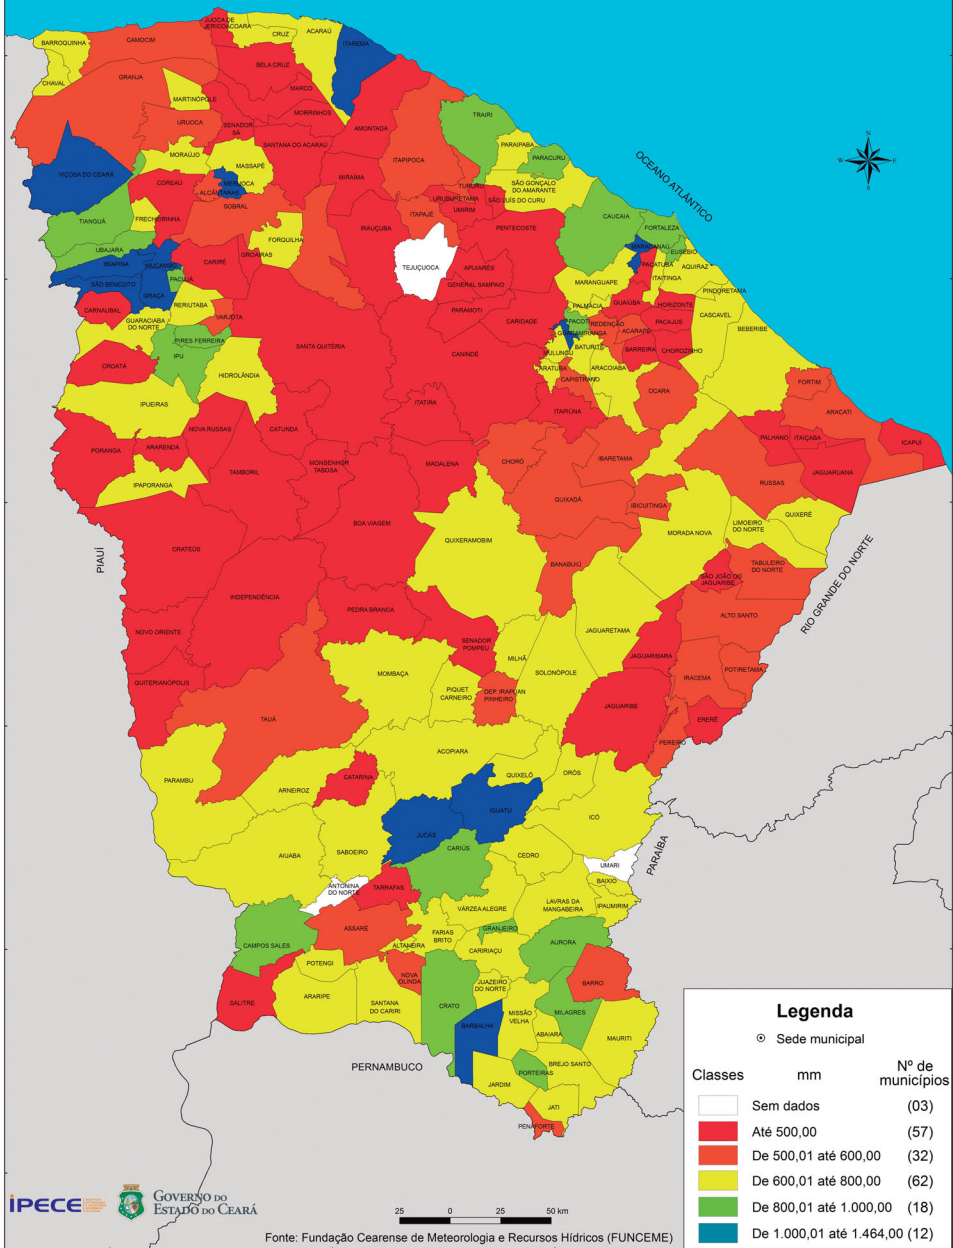 JIJOCA DE
JERICOACOARA
CRUZ
ACARAÚ
ITAREMA
BARROQUINHA
CAMOCIM
BELA CRUZ
CHAVAL
GRANJA
MARCO
MARTINÓPOLE
MORRINHOS
TRAIRI
URUOCA
SENADOR
SÁ
AMONTADA
SANTANA DO ACARAÚ
PARAIPABA
MORAÚJO
MASSAPÊ
ITAPIPOCA
PARACURU
OCEANO ATLÂNTICO
N
E
S
VIÇOSA DO CEARÁ
COREAÚ
MERUOCA
ALCÂNTARAS
MIRAÍMA
TURURU
SÃO GONÇALO
DO AMARANTE
SOBRAL
URUBURETAMA
SÃO LUÍS DO CURU
UMIRIM
TIANGUÁ
FRECHEIRINHA
ITAPAJÉ
CAUCAIA
IRAUÇUBA
PENTECOSTE
FORTALEZA
FORQUILHA
UBAJARA
MARACANAÚ
EUSÉBIO
IBIAPINA
MUCAMBO
CARIRÉ
GROAÍRAS
TEJUÇUOCA
APUIARÉS
PACATUBA
AQUIRAZ
PACUJÁ
ITAITINGA
SÃO BENEDITO
GENERAL SAMPAIO
MARANGUAPE
PINDORETAMA
GRAÇA
RERIUTABA
GUAIÚBA
HORIZONTE
CARNAUBAL
PARAMOTI
PALMÁCIA
CASCAVEL
GUARACIABA
DO NORTE
VARJOTA
CARIDADE
PACOTI
REDENÇÃO
PACAJUS
BEBERIBE
GUARAMIRANGA
ACARAPÉ
PIRES FERREIRA
SANTA QUITÉRIA
BATURITÉ
BARREIRA
CHOROZINHO
IPU
CANINDÉ
MULUNGU
CROATÁ
HIDROLÂNDIA
ARATUBA
ARACOIABA
CAPISTRANO
FORTIM
OCARA
IPUEIRAS
ITATIRA
ITAPIÚNA
ARACATI
NOVA RUSSAS
CATUNDA
PORANGA
ARARENDÁ
PALHANO
ITAIÇABA
ICAPUÍ
IBARETAMA
MONSENHOR
TABOSA
MADALENA
CHORÓ
TAMBORIL
JAGUARUANA
IPAPORANGA
RUSSAS
QUIXADÁ
IBICUITINGA
QUIXERÉ
BOA VIAGEM
LIMOEIRO
DO NORTE
MORADA NOVA
QUIXERAMOBIM
CRATEÚS
PIAUÍ
BANABUIÚ
TABULEIRO
DO NORTE
RIO GRANDE DO NORTE
SÃO JOÃO DO
JAGUARIBE
INDEPENDÊNCIA
PEDRA BRANCA
ALTO SANTO
NOVO ORIENTE
JAGUARETAMA
SENADOR
POMPEU
MILHÃ
JAGUARIBARA
POTIRETAMA
SOLONÓPOLE
MOMBAÇA
IRACEMA
QUITERIANÓPOLIS
PIQUET
CARNEIRO
DEP. IRAPUAN
PINHEIRO
JAGUARIBE
TAUÁ
ERERÊ
PEREIRO
ACOPIARA
PARAMBU
CATARINA
QUIXELÔ
ORÓS
ARNEIROZ
IGUATU
ICÓ
JUCÁS
AIUABA
SABOEIRO
CARIÚS
CEDRO
UMARI
PARAÍBA
BAIXIO
ANTONINA
DO NORTE
TARRAFAS
LAVRAS DA
MANGABEIRA
IPAUMIRIM
VÁRZEA ALEGRE
ASSARÉ
GRANJEIRO
FARIAS
BRITO
CAMPOS SALES
ALTANEIRA
AURORA
CARIRIAÇU
POTENGI
NOVA
OLINDA
JUAZEIRO
DO NORTE
BARRO
SALITRE
ARARIPE
SANTANA
DO CARIRI
CRATO
MISSÃO
VELHA
MILAGRES
BARBALHA
ABAIARA
MAURITI
PERNAMBUCO
BREJO SANTO
PORTEIRAS
JARDIM
JATI
PENAFORTE
Legenda
Sede municipal
Classes mm Nº de
municípios
Sem dados (03)
Até 500,00 (57)
De 500,01 até 600,00 (32)
De 600,01 até 800,00 (62)
De 800,01 até 1.000,00 (18)
De 1.000,01 até 1.464,00 (12)
IPECE
GOVERNO DO
ESTADO DO CEARÁ
25 0 25 50 km
Fonte: Fundação Cearense de Meteorologia e Recursos Hídricos (FUNCEME)